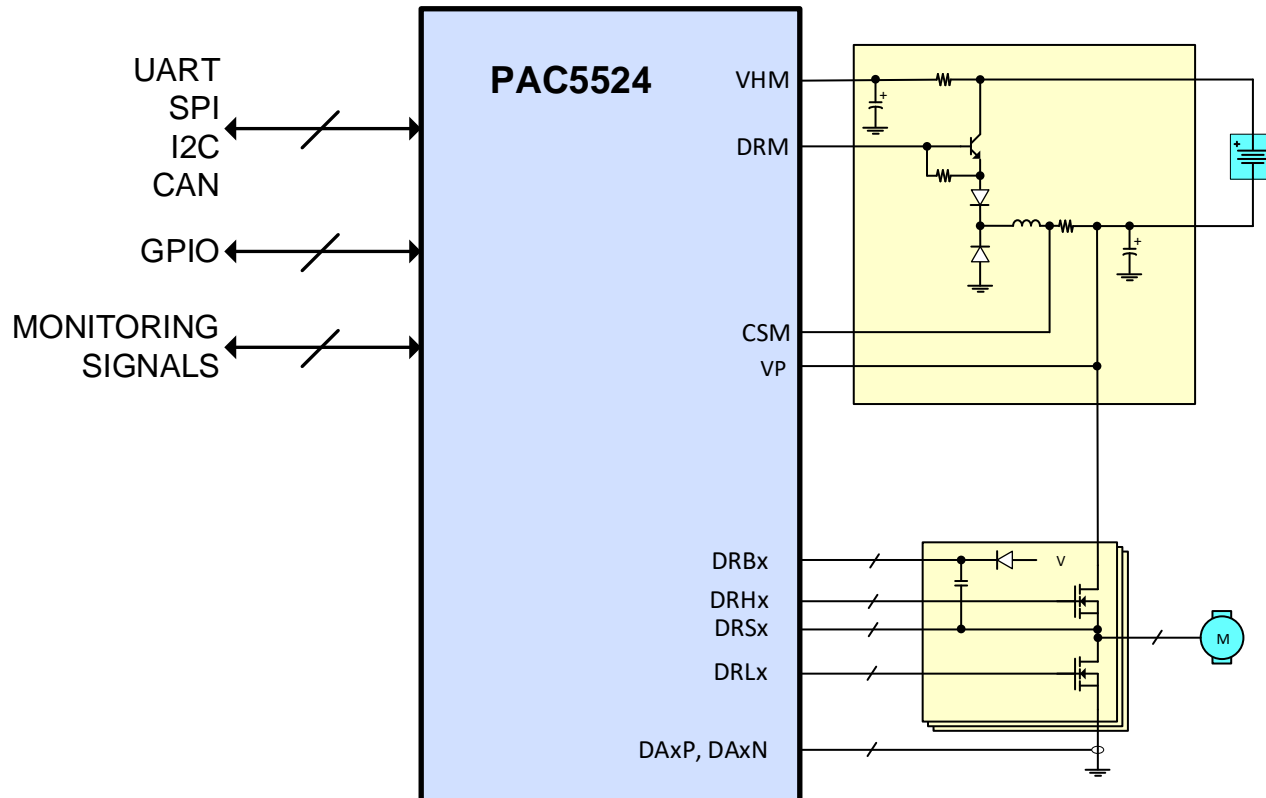 PAC5524
UART
SPI
I2C
CAN
GPIO
MONITORING
SIGNALS
VHM
DRM
CSM
VP
DRBx
DRHx
DRSx
DRLx
DAxP, DAxN
+
+
+
V
M